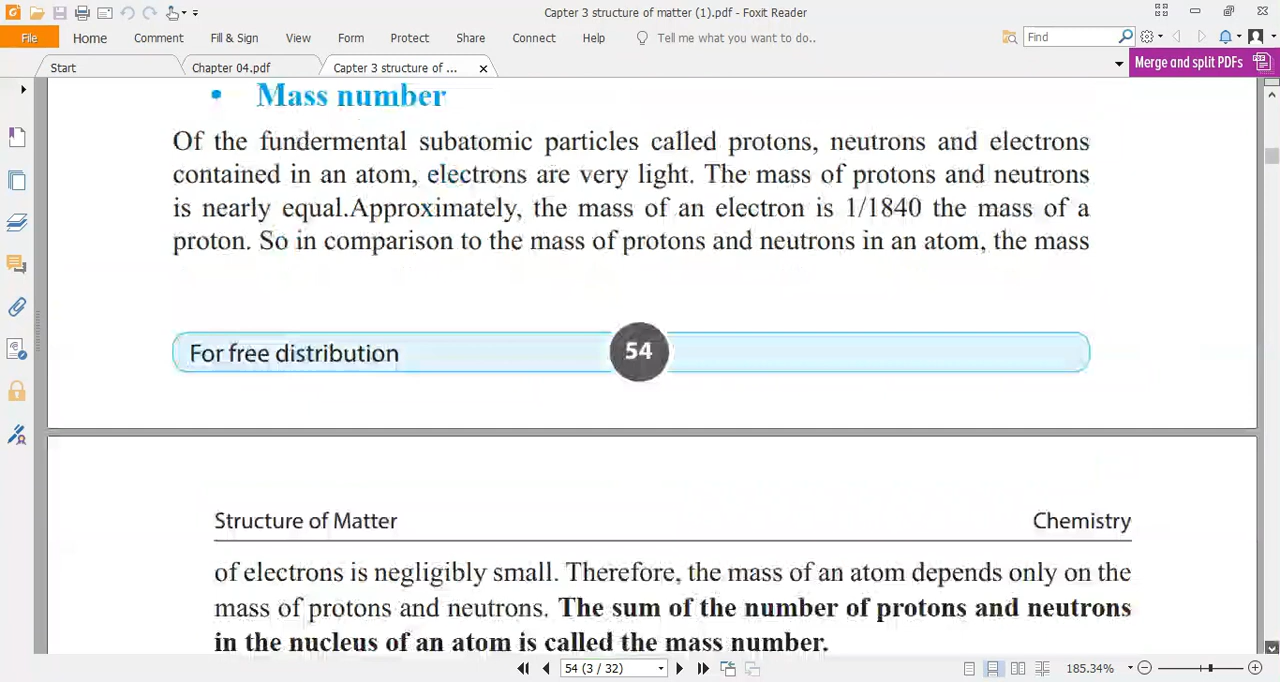 Capter 3 structure of matter (1).pdf - Foxit Reader
File Home Comment Fill & Sign View Form Protect Share Connect Help Tell me what you want to do.. Find
Start Chapter 04.pdf Capter 3 structure of ... Merge and split PDFs
• Mass number
Of the fundermental subatomic particles called protons, neutrons and electrons
contained in an atom, electrons are very light. The mass of protons and neutrons
is nearly equal.Approximately, the mass of an electron is 1/1840 the mass of a
proton. So in comparison to the mass of protons and neutrons in an atom, the mass
For free distribution 54
Structure of Matter Chemistry
of electrons is negligibly small. Therefore, the mass of an atom depends only on the
mass of protons and neutrons. The sum of the number of protons and neutrons
in the nucleus of an atom is called the mass number.
54 (3 / 32) 185.34%